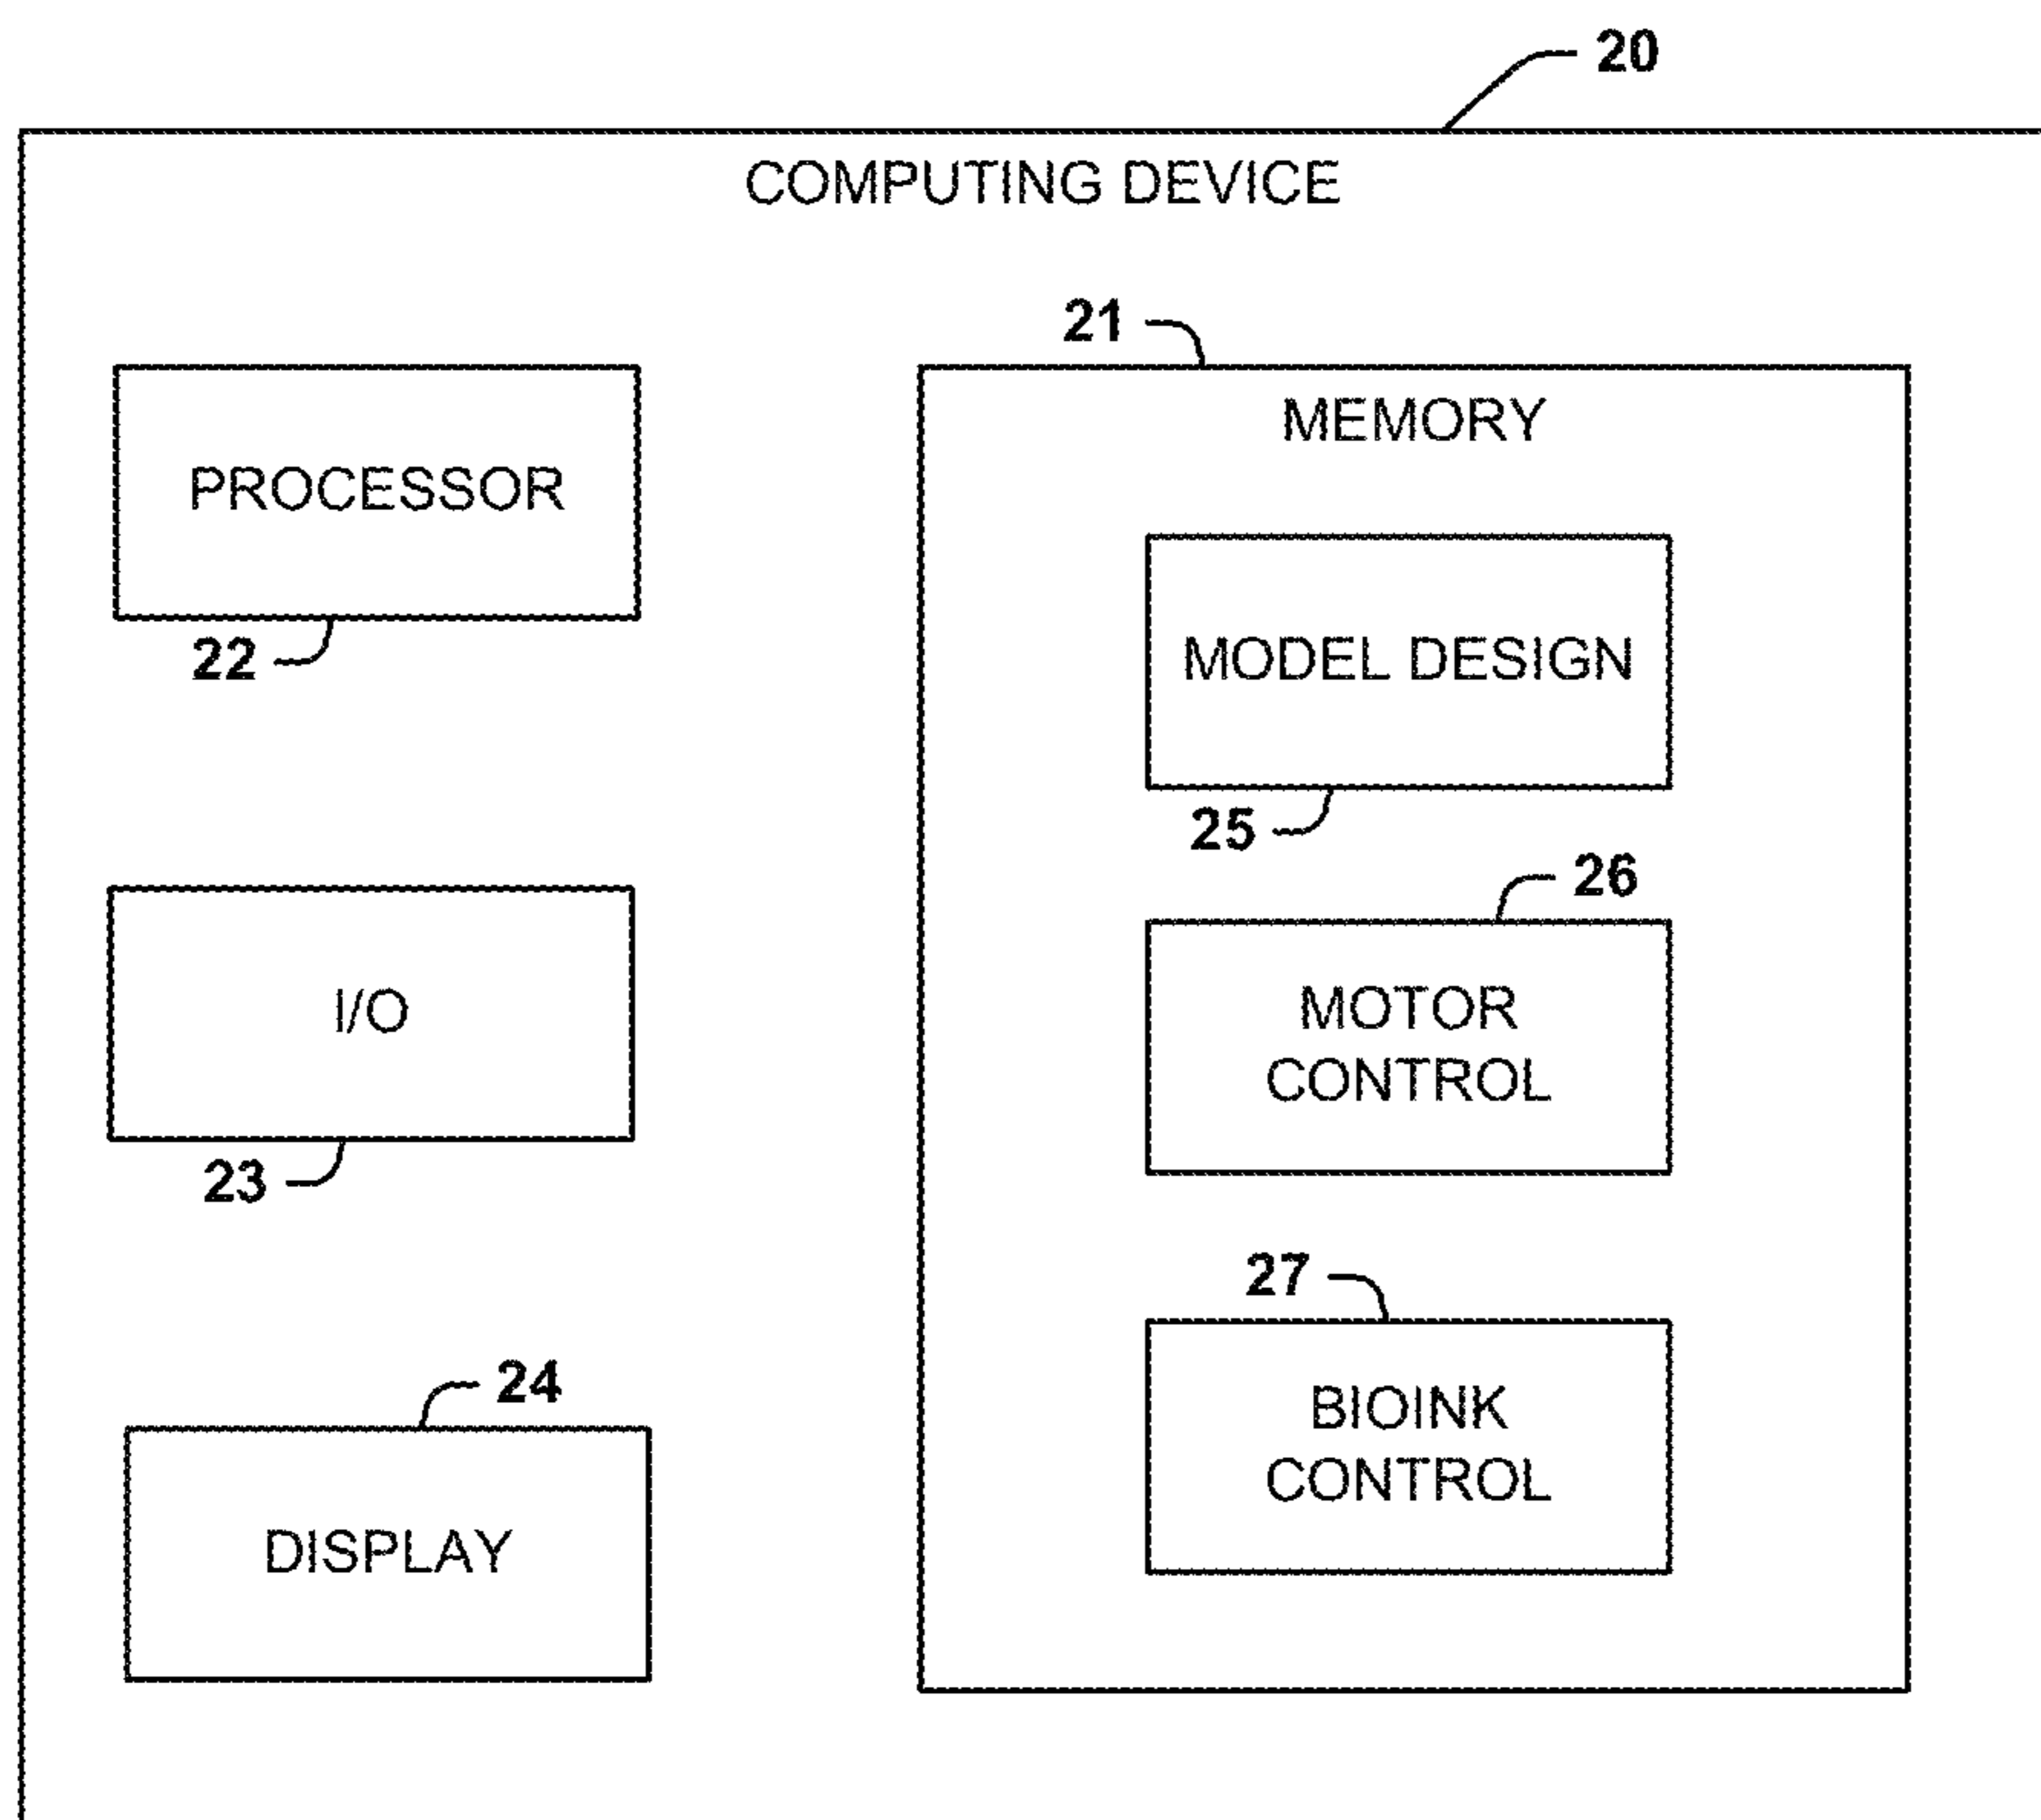 20
COMPUTING DEVICE
21
MEMORY
PROCESSOR
22
MODEL DESIGN
25
26
I/O
23
MOTOR
CONTROL
27
24
BIOINK
CONTROL
DISPLAY